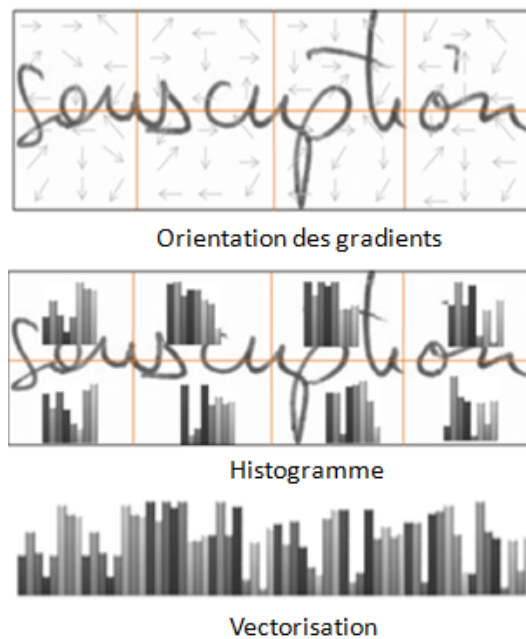 Souscription
Orientation des gradients
Souscription
Histogramme
Vectorisation